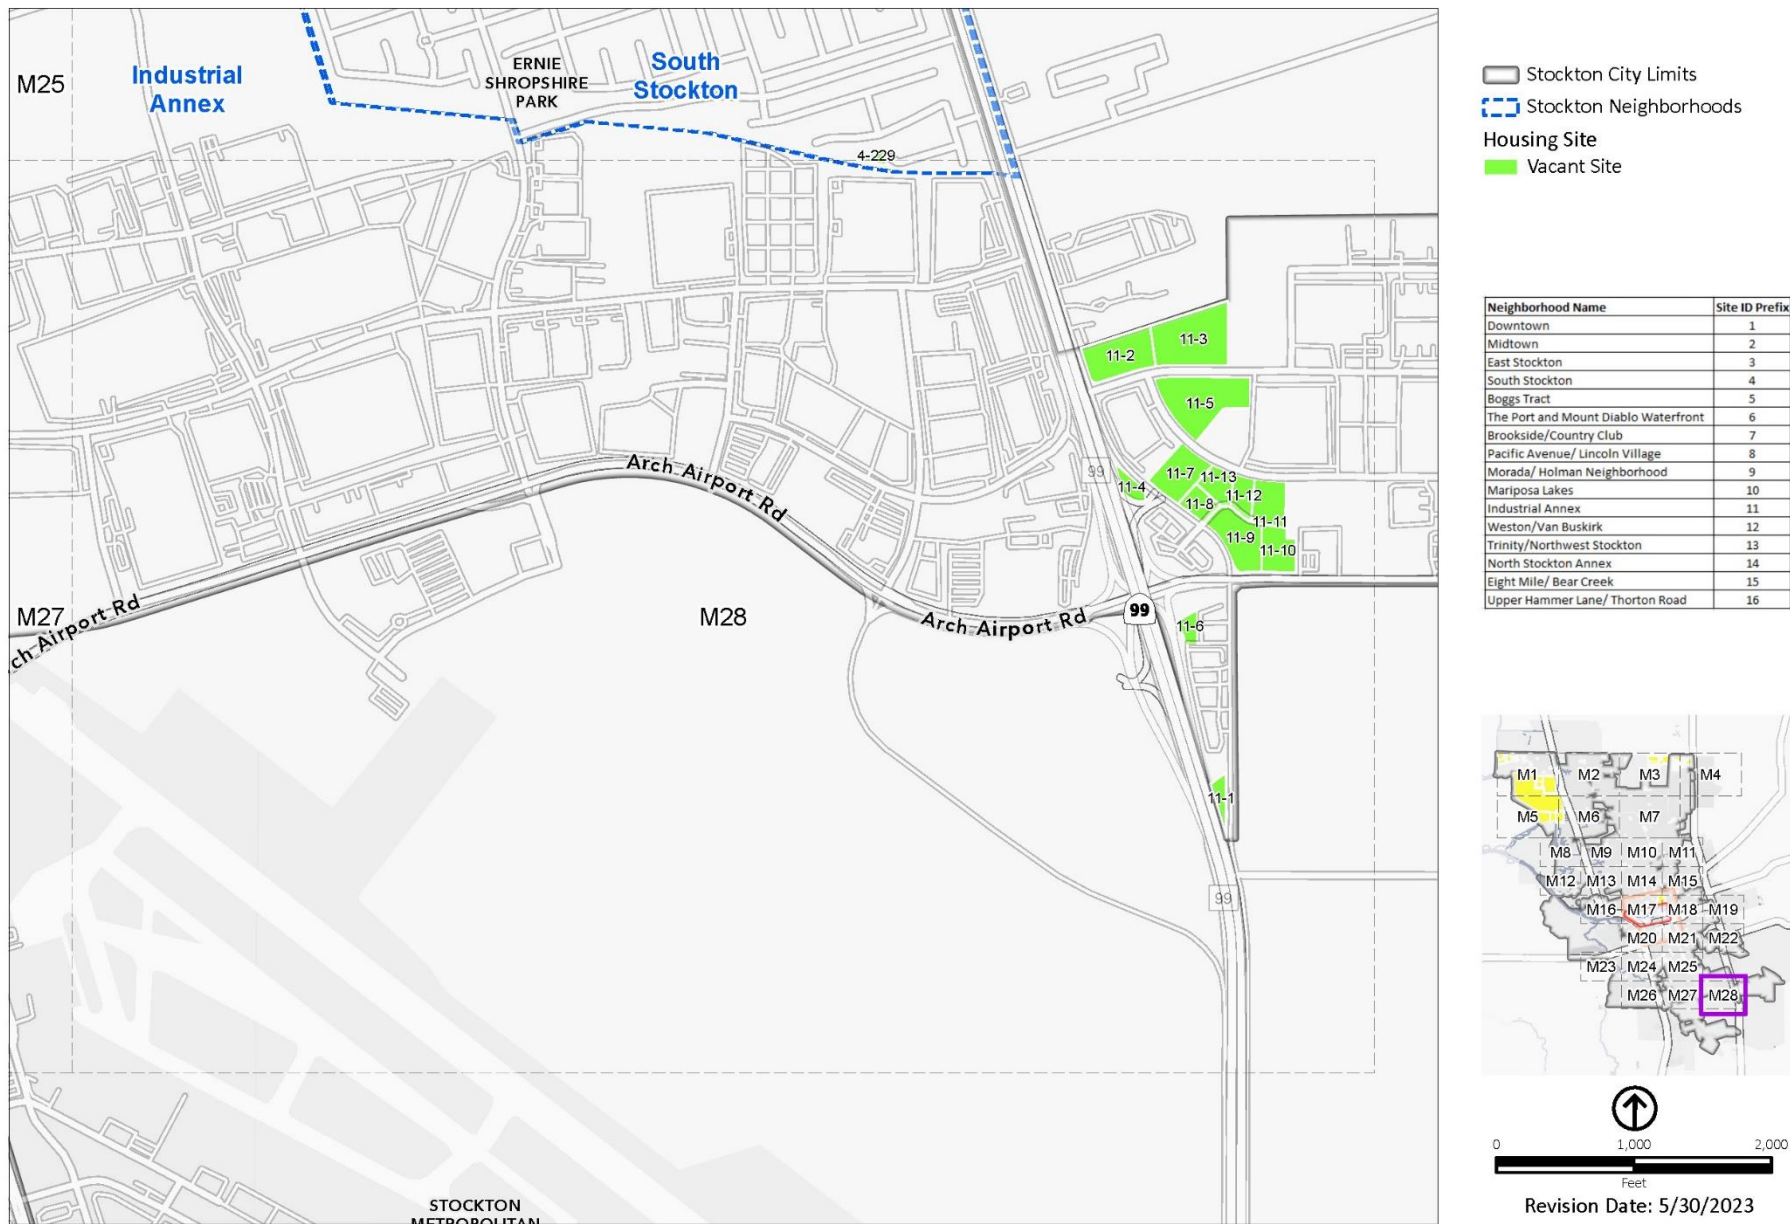 M25
Industrial
Annex
ERNIE
SHROPSHIRE
PARK
South
Stockton
4-229
11-3
11-2
11-5
99
11-7
11-13
11-4
11-12
11-8
11-11
11-9
11-10
Arch Airport Rd
M27
ch Airport Rd
M28
Arch Airport Rd
99
11-6
11-1
99
STOCKTON
METROPOLITAN
Stockton City Limits
Stockton Neighborhoods
Housing Site
Vacant Site
Neighborhood Name Site ID Prefix
Downtown 1
Midtown 2
East Stockton 3
South Stockton 4
Boggs Tract 5
The Port and Mount Diablo Waterfront 6
Brookside/Country Club 7
Pacific Avenue/ Lincoln Village 8
Morada/ Holman Neighborhood 9
Mariposa Lakes 10
Industrial Annex 11
Weston/Van Buskirk 12
Trinity/Northwest Stockton 13
North Stockton Annex 14
Eight Mile/ Bear Creek 15
Upper Hammer Lane/ Thorton Road 16
M1 M2 M3 M4
M5 M6 M7
M8 M9 M10 M11
M12 M13 M14 M15
M16 M17 M18 M19
M20 M21 M22
M23 M24 M25
M26 M27 M28
0 1,000 2,000
Feet
Revision Date: 5/30/2023